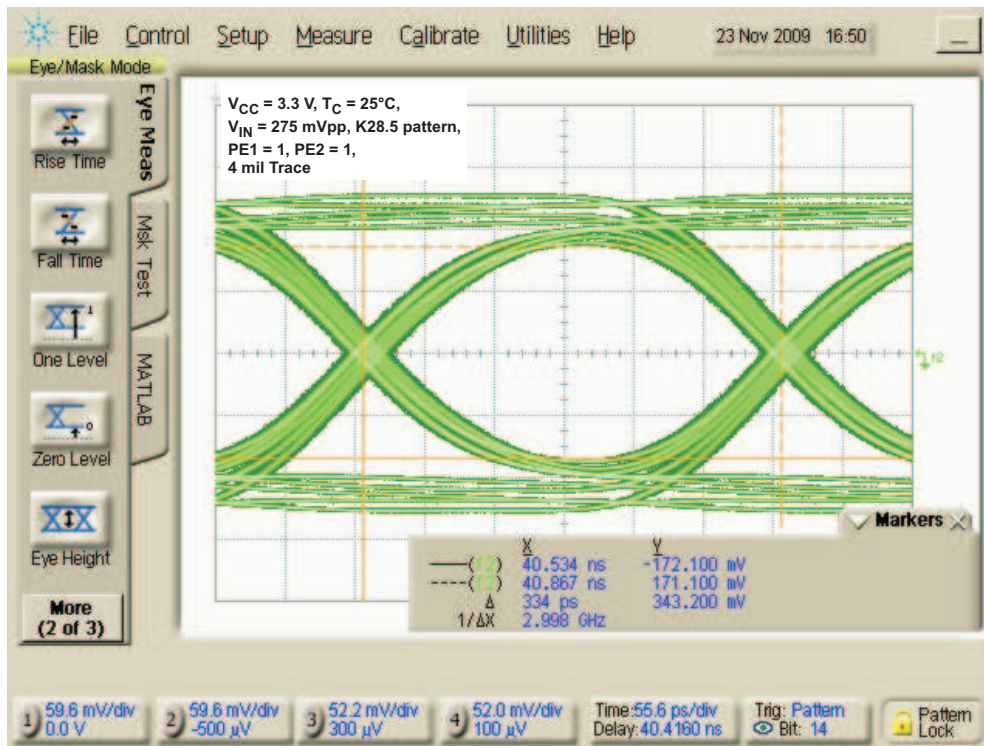 File Control Setup Measure Calibrate Utilities Help 23 Nov 2009 16:50
Eye/Mask Mode
Eye Meas
Msk Test
MATLAB
Rise Time
Fall Time
One Level
Zero Level
Eye Height
More
(2 of 3)
V_CC = 3.3 V, T_C = 25°C,
V_IN = 275 mVpp, K28.5 pattern,
PE1 = 1, PE2 = 1,
4 mil Trace
Markers
X Y
40.534 ns -172.100 mV
40.867 ns 171.100 mV
Δ 334 ps 343.200 mV
1/ΔX 2.998 GHz
1) 59.6 mV/div
0.0 V
2) 59.6 mV/div
-500 µV
3) 52.2 mV/div
300 µV
4) 52.0 mV/div
100 µV
Time:55.6 ps/div
Delay:40.4160 ns
Trig: Pattern
Bit: 14
Pattern
Lock